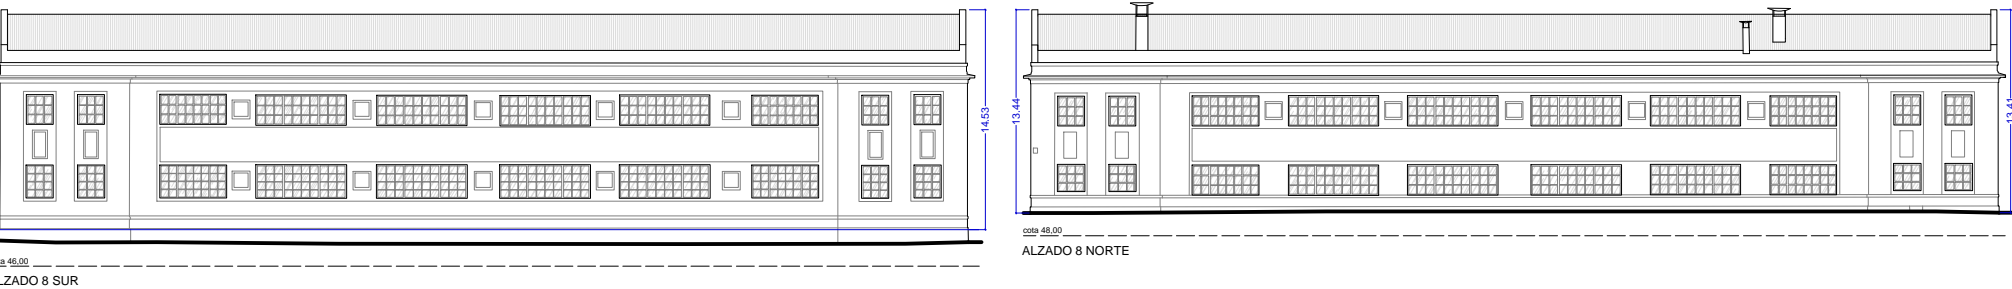 14.53
a 46,00
LZADO 8 SUR
13.44
13.41
cota 48,00
ALZADO 8 NORTE